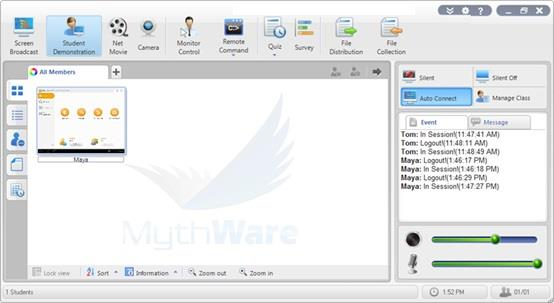 Screen Broadcast
Student Demonstration
Net Movie
Camera
Monitor Control
Remote Command
Quiz
Survey
File Distribution
File Collection
All Members
Maya
MythWare
Lock view
Sort
Information
Zoom out
Zoom in
Silent
Silent Off
Auto Connect
Manage Class
Event
Message
Tom: In Session!(11:47:41 AM)
Tom: Logout!(11:48:11 AM)
Tom: In Session!(11:48:49 AM)
Maya: Logout!(1:46:17 PM)
Maya: In Session!(1:46:18 PM)
Maya: Logout!(1:46:29 PM)
Maya: In Session!(1:47:27 PM)
1 Students
1:52 PM
01/01